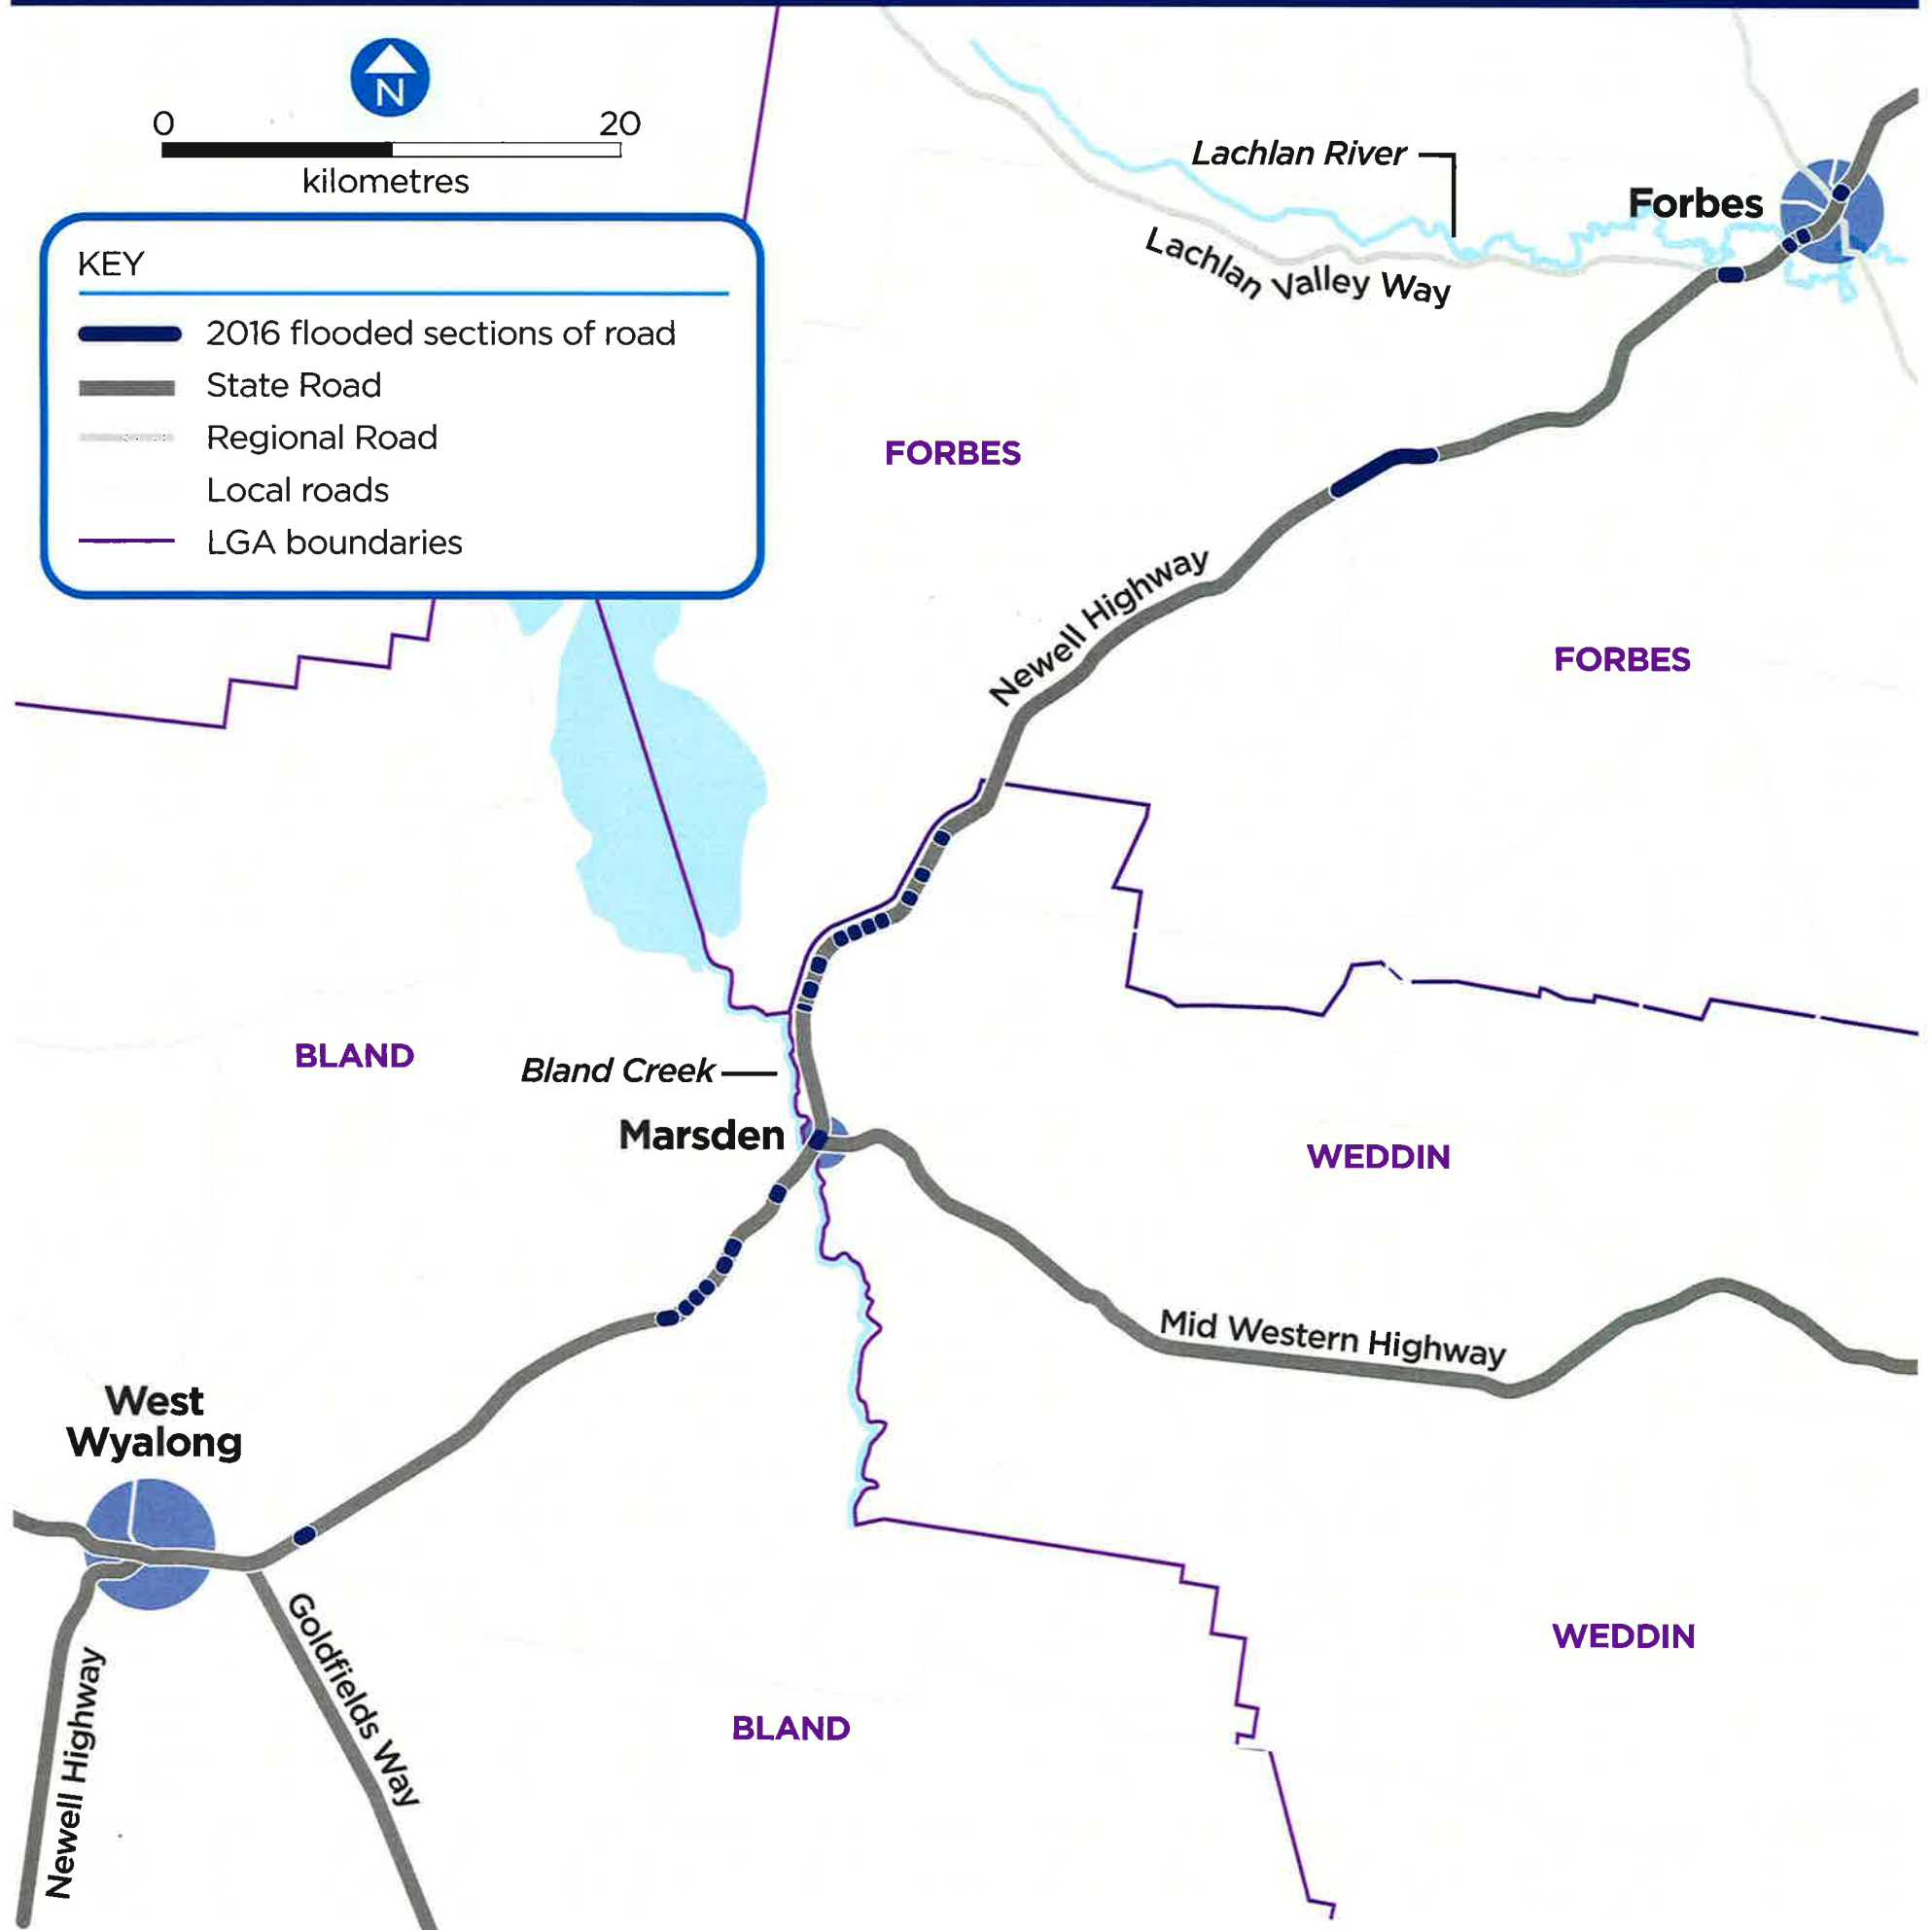 N
0 20
kilometres
KEY
2016 flooded sections of road
State Road
Regional Road
Local roads
LGA boundaries
Lachlan River
Forbes
Lachlan Valley Way
FORBES
Newell Highway
FORBES
BLAND
Bland Creek
Marsden
WEDDIN
Mid Western Highway
West
Wyalong
Goldfields Way
Newell Highway
WEDDIN
BLAND